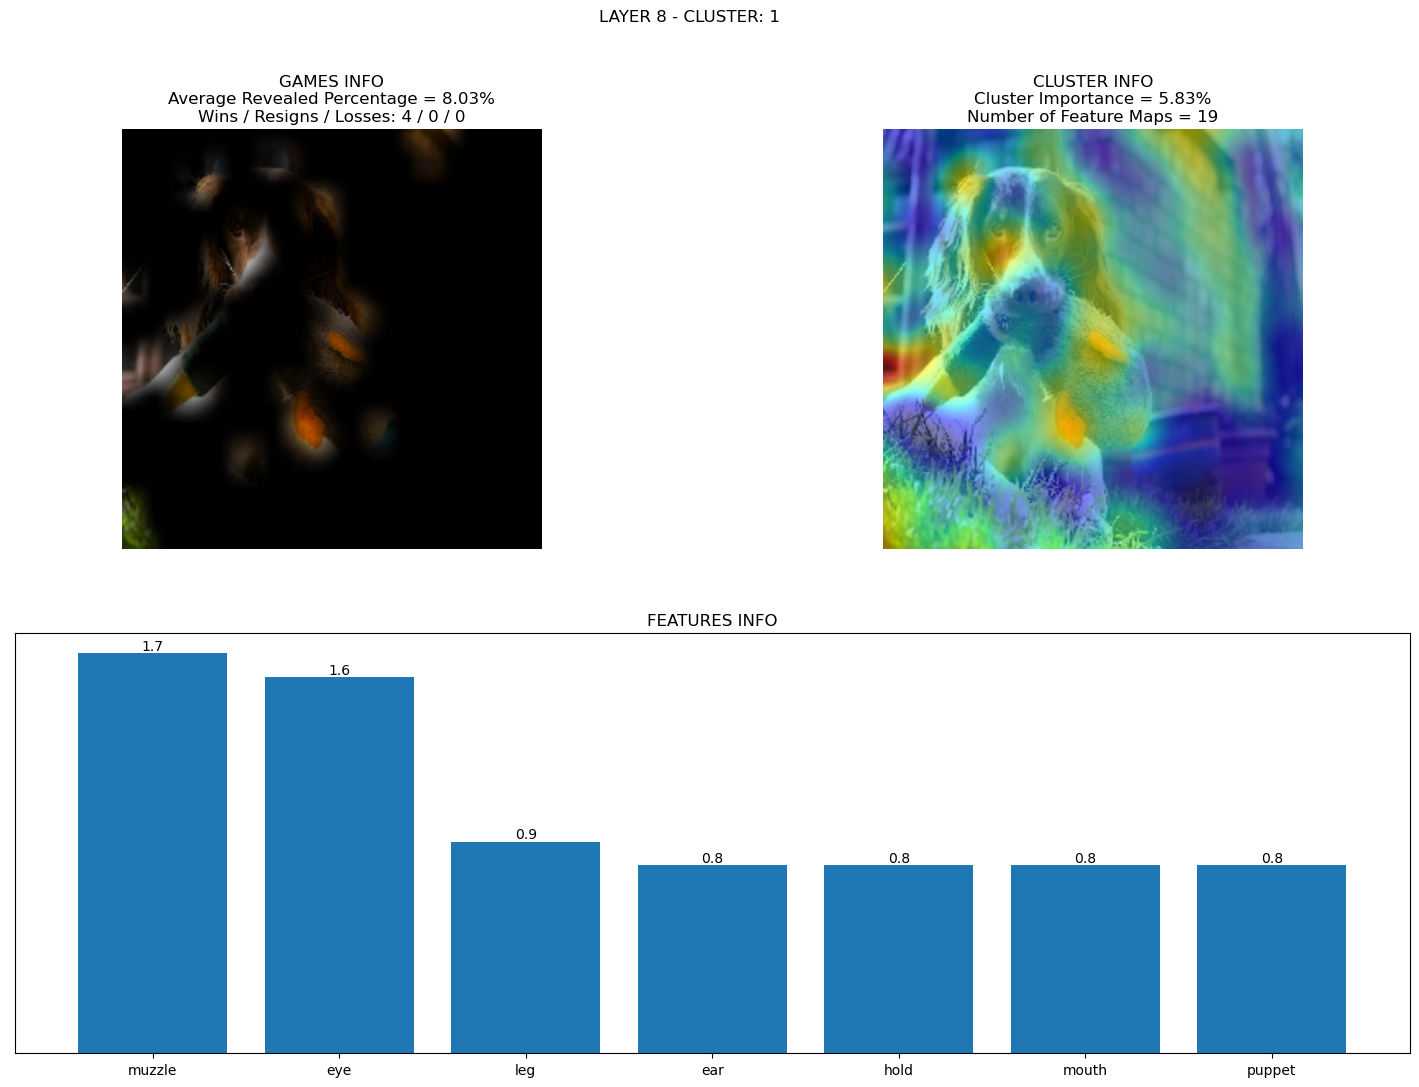 LAYER 8 - CLUSTER: 1
GAMES INFO
Average Revealed Percentage = 8.03%
Wins / Resigns / Losses: 4 / 0 / 0
CLUSTER INFO
Cluster Importance = 5.83%
Number of Feature Maps = 19
FEATURES INFO
1.7
1.6
0.9
0.8
0.8
0.8
0.8
muzzle
eye
leg
ear
hold
mouth
puppet